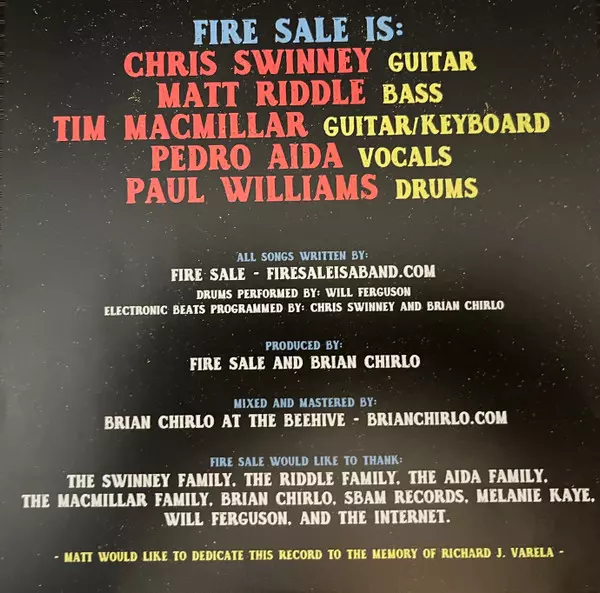 FIRE SALE IS:
CHRIS SWINNEY GUITAR
MATT RIDDLE BASS
TIM MACMILLAR GUITAR/KEYBOARD
PEDRO AIDA VOCALS
PAUL WILLIAMS DRUMS
ALL SONGS WRITTEN BY:
FIRE SALE - FIRESALEISABAND.COM
DRUMS PERFORMED BY: WILL FERGUSON
ELECTRONIC BEATS PROGRAMMED BY: CHRIS SWINNEY AND BRIAN CHIRLO
PRODUCED BY:
FIRE SALE AND BRIAN CHIRLO
MIXED AND MASTERED BY:
BRIAN CHIRLO AT THE BEEHIVE - BRIANCHIRLO.COM
FIRE SALE WOULD LIKE TO THANK:
THE SWINNEY FAMILY, THE RIDDLE FAMILY, THE AIDA FAMILY,
THE MACMILLAR FAMILY, BRIAN CHIRLO, SBAM RECORDS, MELANIE KAYE,
WILL FERGUSON, AND THE INTERNET.
- MATT WOULD LIKE TO DEDICATE THIS RECORD TO THE MEMORY OF RICHARD J. VARELA -